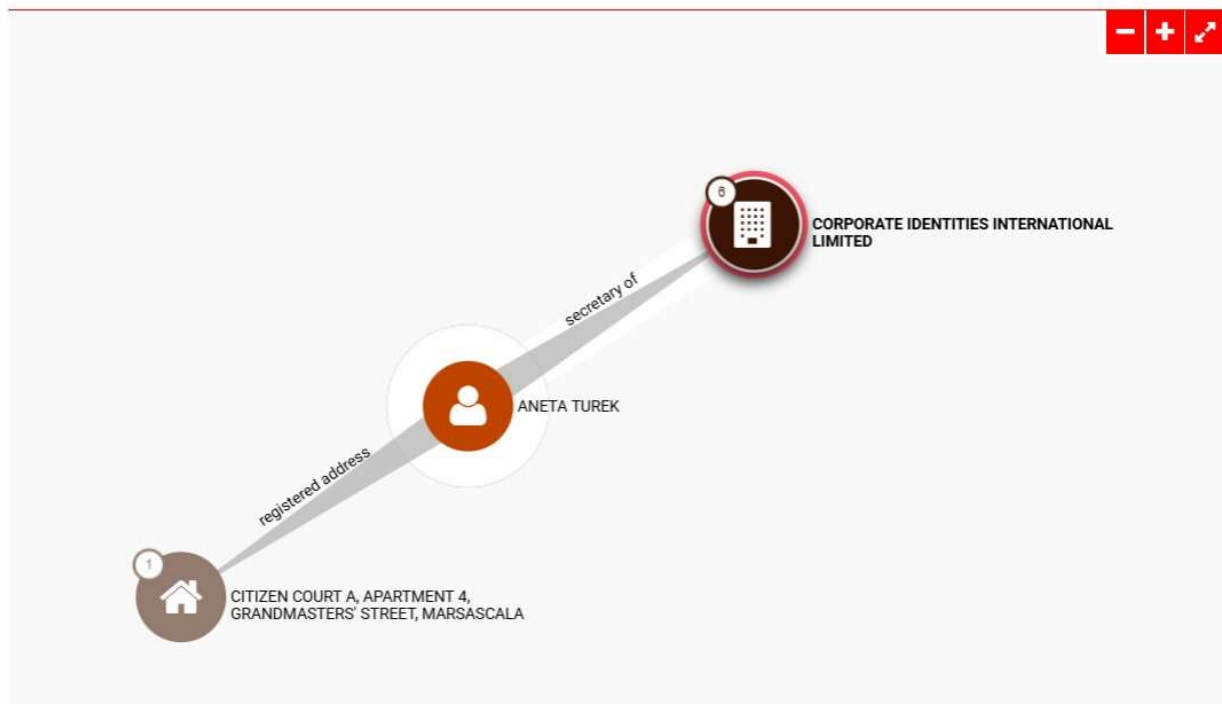 6
CORPORATE IDENTITIES INTERNATIONAL
LIMITED
secretary of
ANETA TUREK
registered address
1
CITIZEN COURT A, APARTMENT 4,
GRANDMASTERS' STREET, MARSASCALA